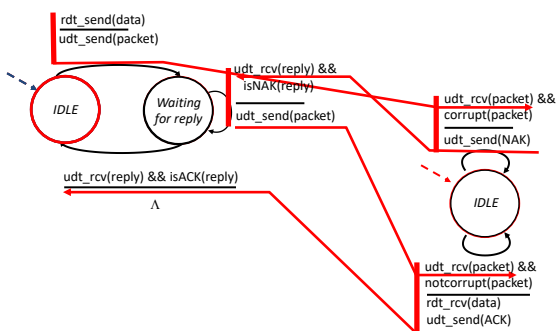 rdt_send(data)
udt_send(packet)
IDLE
Waiting
for reply
udt_rcv(reply) &&
isNAK(reply)
udt_send(packet)
udt_rcv(packet) &&
corrupt(packet)
udt_send(NAK)
udt_rcv(reply) && isACK(reply)
Λ
IDLE
udt_rcv(packet) &&
notcorrupt(packet)
rdt_rcv(data)
udt_send(ACK)